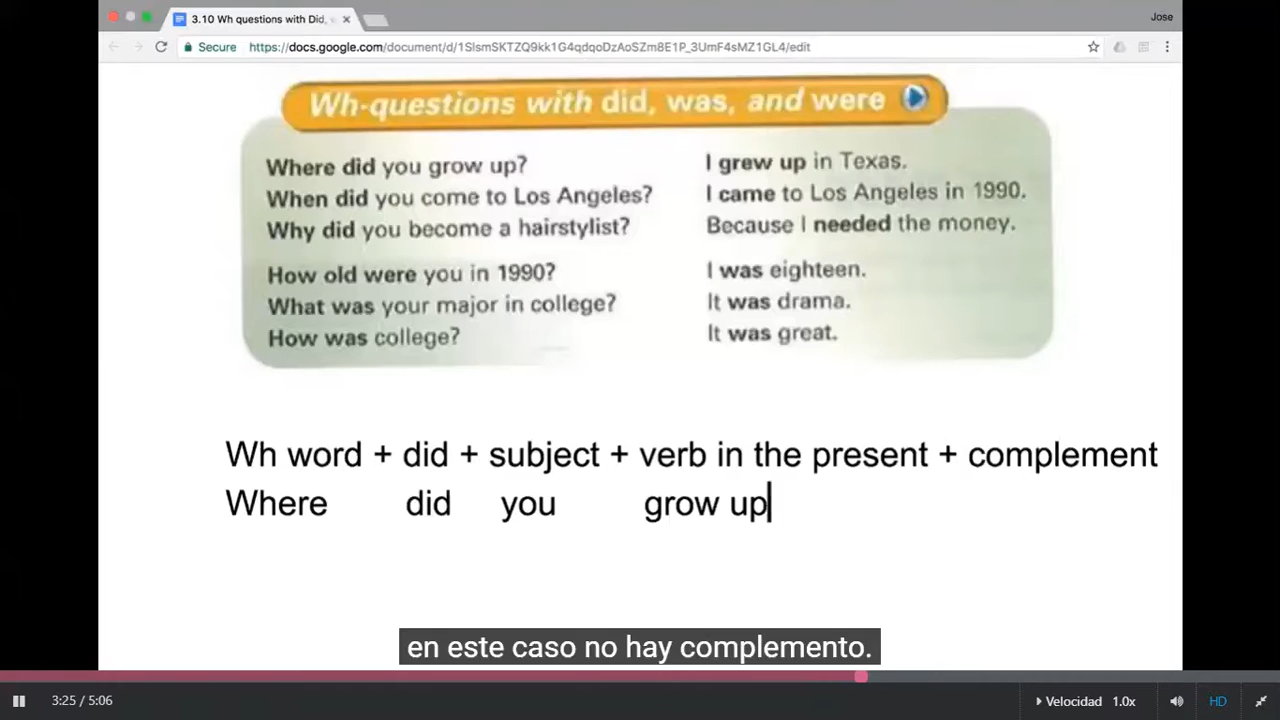 3.10 Wh questions with Did,
Jose
Secure https://docs.google.com/document/d/1SlsmSKTZQ9kk1G4qdqoDzAoSZm8E1P_3UmF4sMZ1GL4/edit
Wh-questions with did, was, and were
Where did you grow up? I grew up in Texas.
When did you come to Los Angeles? I came to Los Angeles in 1990.
Why did you become a hairstylist? Because I needed the money.
How old were you in 1990? I was eighteen.
What was your major in college? It was drama.
How was college? It was great.
Wh word + did + subject + verb in the present + complement
Where did you grow up
en este caso no hay complemento.
3:25 / 5:06 Velocidad 1.0x HD